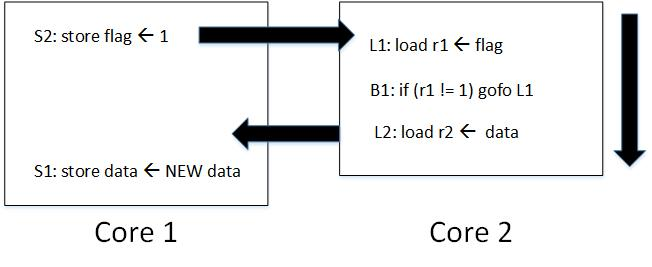 S2: store flag ← 1
S1: store data ← NEW data
Core 1
L1: load r1 ← flag
B1: if (r1 != 1) gofo L1
L2: load r2 ← data
Core 2